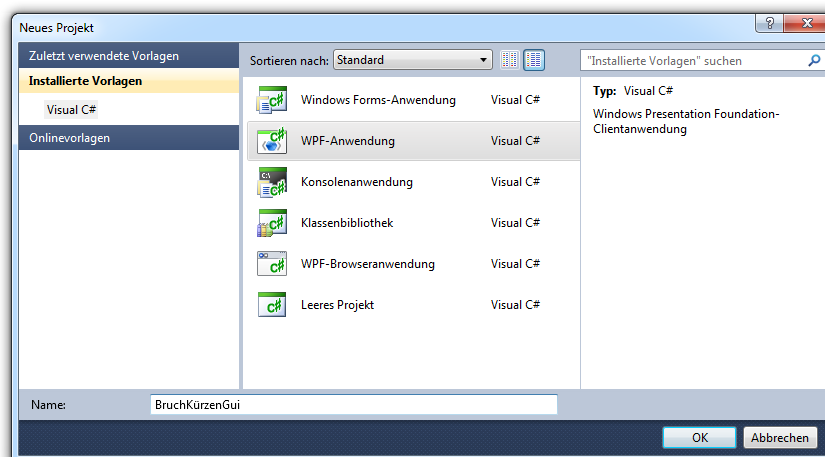 Neues Projekt
Zuletzt verwendete Vorlagen
Installierte Vorlagen
Visual C#
Onlinevorlagen
Sortieren nach: Standard
Windows Forms-Anwendung Visual C#
WPF-Anwendung Visual C#
Konsolenanwendung Visual C#
Klassenbibliothek Visual C#
WPF-Browseranwendung Visual C#
Leeres Projekt Visual C#
"Installierte Vorlagen" suchen
Typ: Visual C#
Windows Presentation Foundation-
Clientanwendung
Name: BruchKürzenGui
OK Abbrechen